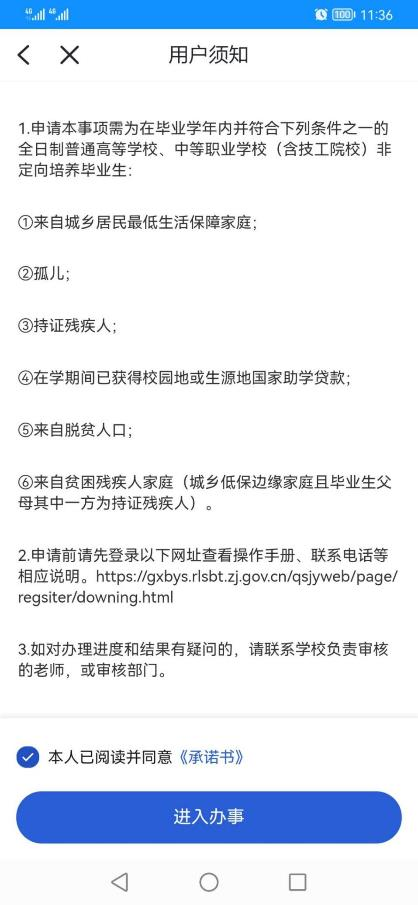 4G 4G 100 11:36
用户须知
1.申请本事项需为在毕业学年内并符合下列条件之一的
全日制普通高等学校、中等职业学校（含技工院校）非
定向培养毕业生：
①来自城乡居民最低生活保障家庭；
②孤儿；
③持证残疾人；
④在学期间已获得校园地或生源地国家助学贷款；
⑤来自脱贫人口；
⑥来自贫困残疾人家庭（城乡低保边缘家庭且毕业生父
母其中一方为持证残疾人）。
2.申请前请先登录以下网址查看操作手册、联系电话等
相应说明。https://gxbys.rlsbt.zj.gov.cn/qsjyweb/page/
regsiter/downing.html
3.如对办理进度和结果有疑问的，请联系学校负责审核
的老师，或审核部门。
本人已阅读并同意《承诺书》
进入办事